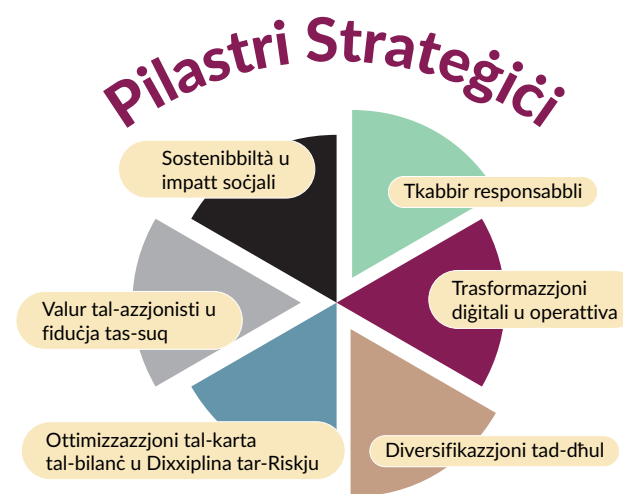 Pilastri Strateġiċi
Sostenibbiltà u
impatt soċjali
Tkabbir responsabbli
Trasformazzjoni
diġitali u operattiva
Valur tal-azzjonisti u
fiduċja tas-suq
Ottimizzazzjoni tal-karta
tal-bilanċ u Dixxiplina tar-Riskju
Diversifikazzjoni tad-dħul